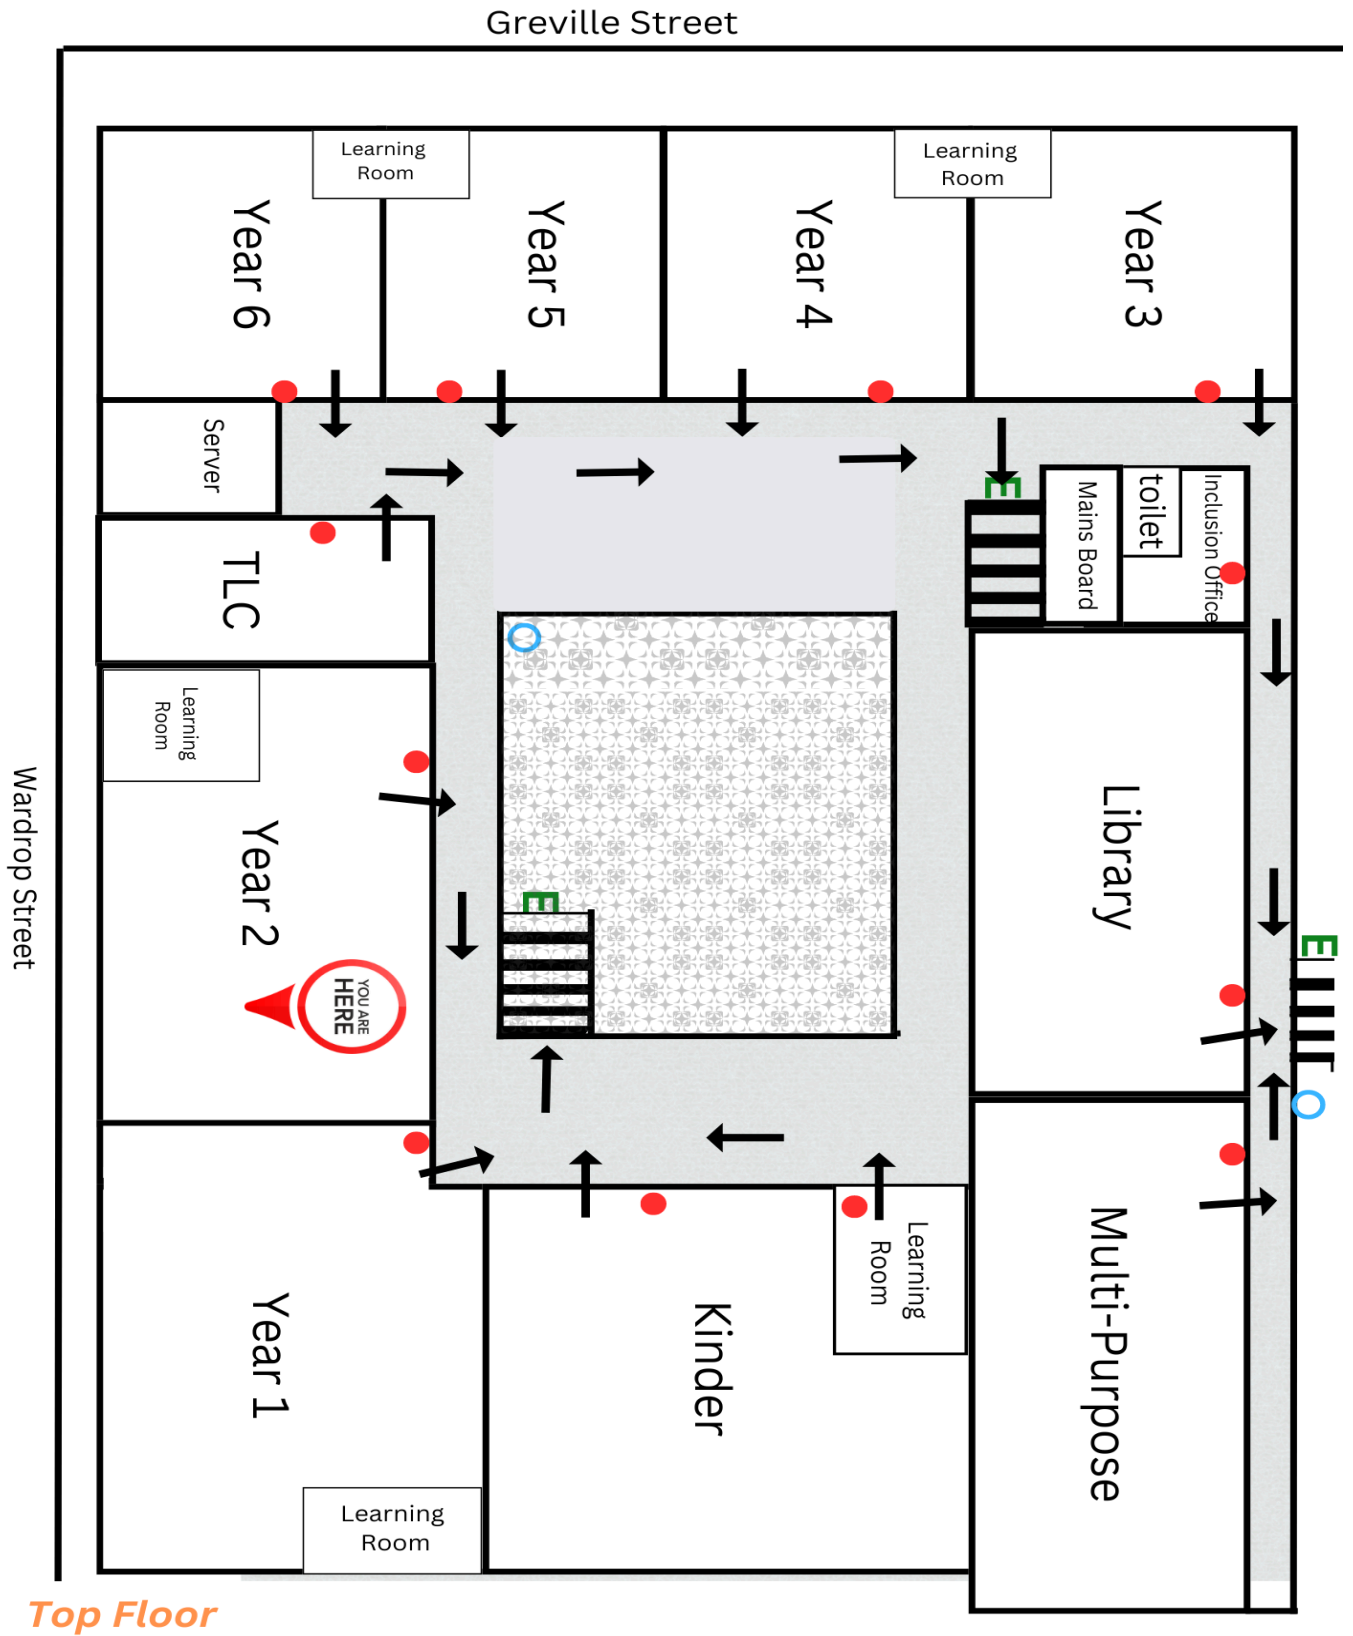 Greville Street
Learning
Room
Learning
Room
Year 6
Year 5
Year 4
Year 3
Server
E
Mains Board
toilet
Inclusion Office
TLC
Learning
Room
Wardrop Street
Year 2
YOU ARE
HERE
E
Library
E
Learning
Room
Year 1
Kinder
Multi-Purpose
Learning
Room
Top Floor